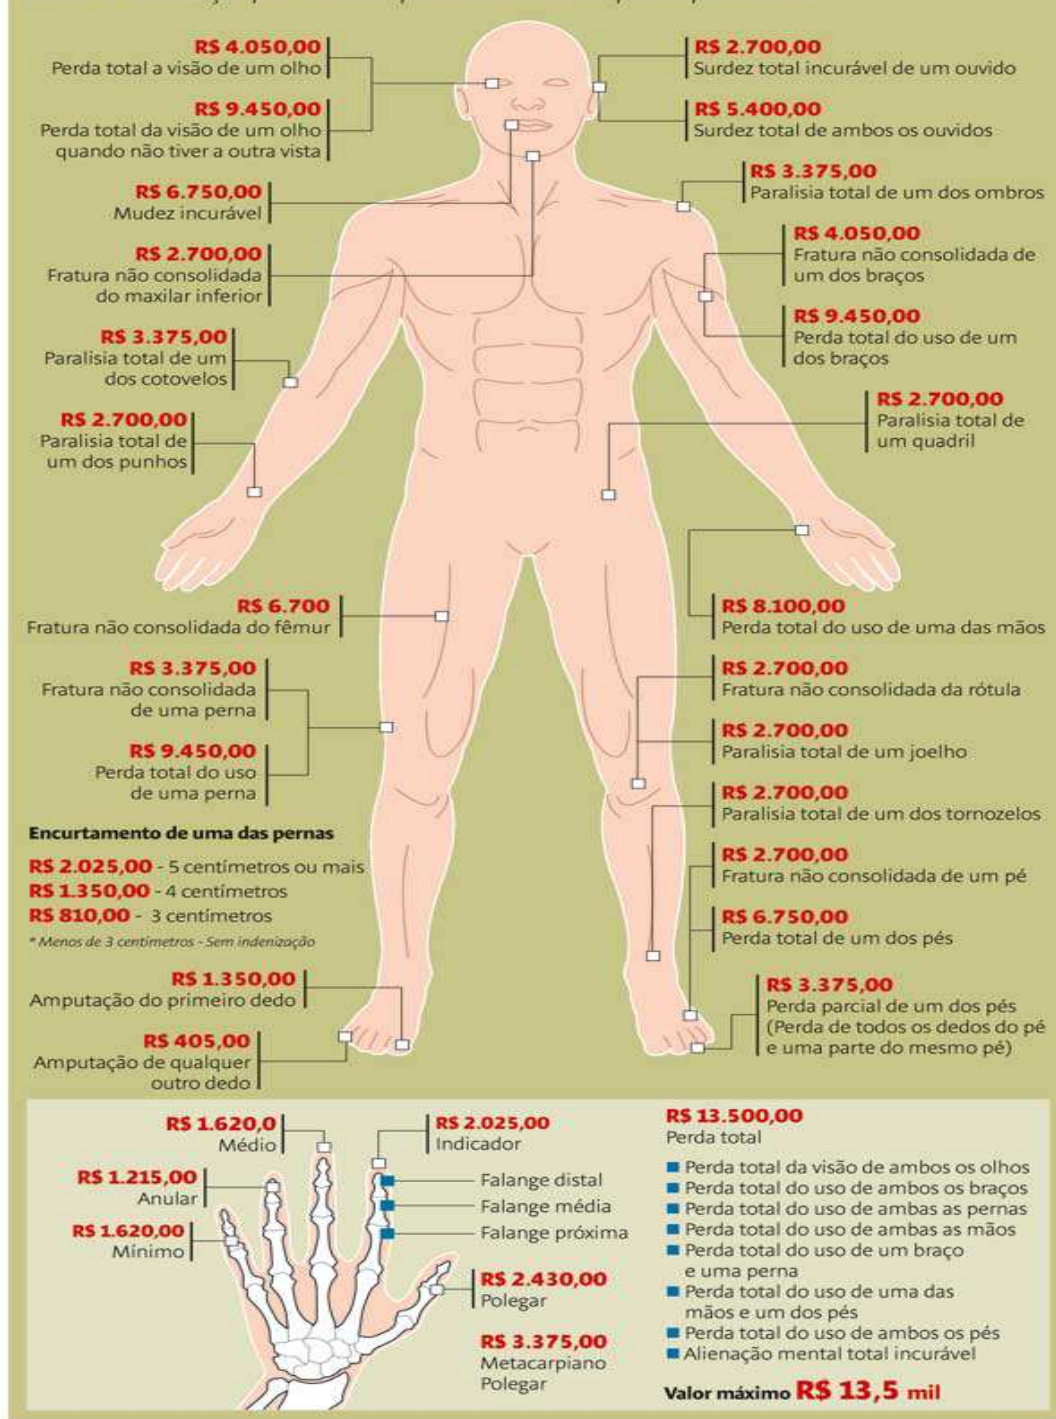 R$ 4.050,00
Perda total a visão de um olho
R$ 9.450,00
Perda total da visão de um olho
quando não tiver a outra vista
R$ 6.750,00
Mudez incurável
R$ 2.700,00
Fratura não consolidada
do maxilar inferior
R$ 3.375,00
Paralisia total de um
dos cotovelos
R$ 2.700,00
Paralisia total de
um dos punhos
R$ 2.700,00
Surdez total incurável de um ouvido
R$ 5.400,00
Surdez total de ambos os ouvidos
R$ 3.375,00
Paralisia total de um dos ombros
R$ 4.050,00
Fratura não consolidada de
um dos braços
R$ 9.450,00
Perda total do uso de um
dos braços
R$ 2.700,00
Paralisia total de
um quadril
R$ 6.700
Fratura não consolidada do fêmur
R$ 3.375,00
Fratura não consolidada
de uma perna
R$ 9.450,00
Perda total do uso
de uma perna
Encurtamento de uma das pernas
R$ 2.025,00 - 5 centímetros ou mais
R$ 1.350,00 - 4 centímetros
R$ 810,00 - 3 centímetros
* Menos de 3 centímetros - Sem indenização
R$ 1.350,00
Amputação do primeiro dedo
R$ 405,00
Amputação de qualquer
outro dedo
R$ 8.100,00
Perda total do uso de uma das mãos
R$ 2.700,00
Fratura não consolidada da rótula
R$ 2.700,00
Paralisia total de um joelho
R$ 2.700,00
Paralisia total de um dos tornozelos
R$ 2.700,00
Fratura não consolidada de um pé
R$ 6.750,00
Perda total de um dos pés
R$ 3.375,00
Perda parcial de um dos pés
(Perda de todos os dedos do pé
e uma parte do mesmo pé)
R$ 1.620,0
Médio
R$ 1.215,00
Anular
R$ 1.620,00
Mínimo
R$ 2.025,00
Indicador
Falange distal
Falange média
Falange próxima
R$ 2.430,00
Polegar
R$ 3.375,00
Metacarpiano
Polegar
R$ 13.500,00
Perda total
Perda total da visão de ambos os olhos
Perda total do uso de ambos os braços
Perda total do uso de ambas as pernas
Perda total do uso de ambas as mãos
Perda total do uso de um braço
e uma perna
Perda total do uso de uma das
mãos e um dos pés
Perda total do uso de ambos os pés
Alienação mental total incurável
Valor máximo R$ 13,5 mil